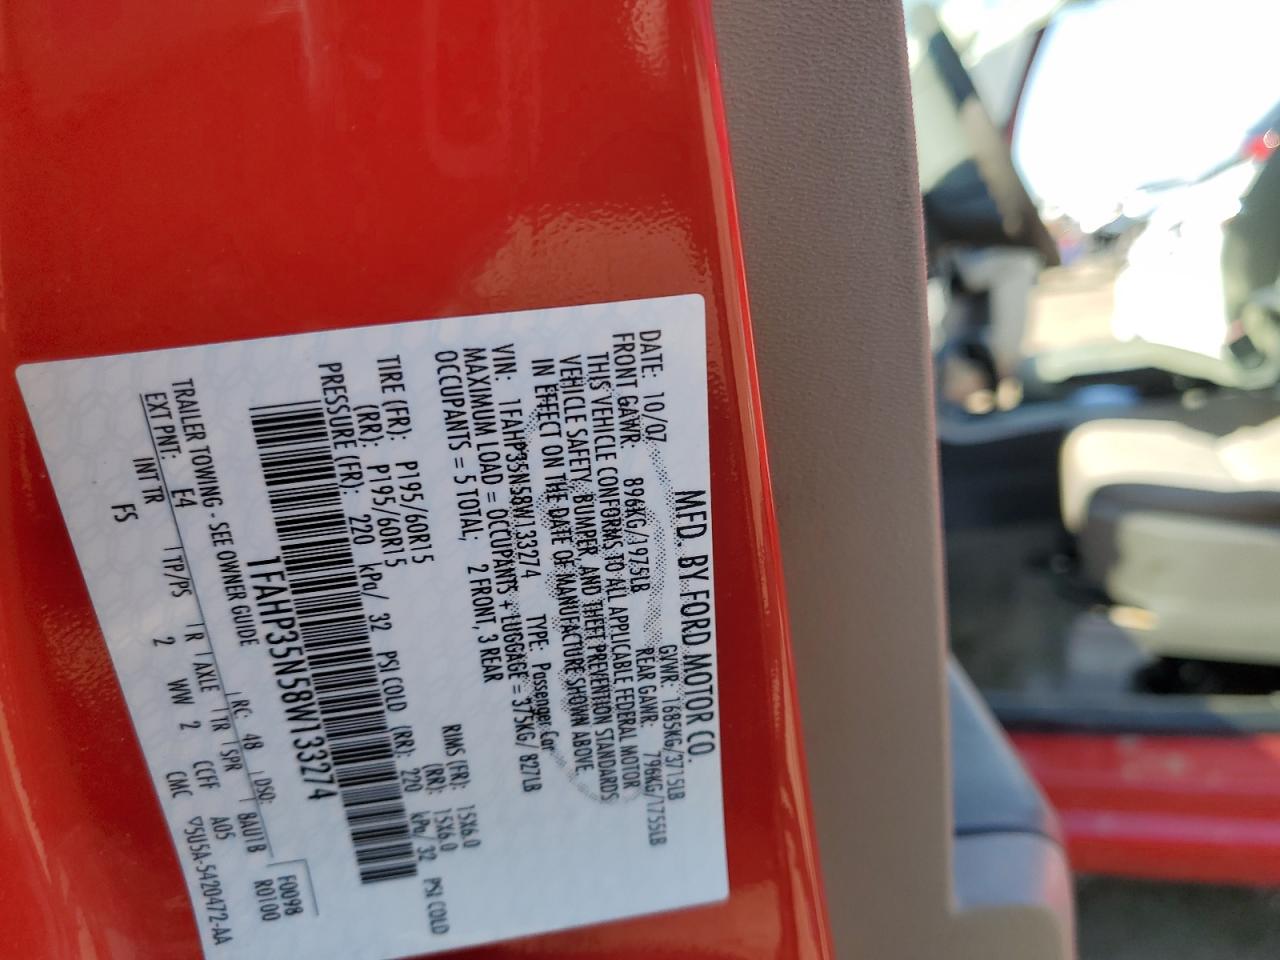 MFD. BY FORD MOTOR CO.
DATE: 10/07 GVWR: 1685KG/3715LB
FRONT GAWR: 896KG/1975LB REAR GAWR: 796KG/1755LB
THIS VEHICLE CONFORMS TO ALL APPLICABLE FEDERAL MOTOR
VEHICLE SAFETY, BUMPER, AND THEFT PREVENTION STANDARDS
IN EFFECT ON THE DATE OF MANUFACTURE SHOWN ABOVE.
VIN: 1FAHP35N58W133274 TYPE: Passenger Car
MAXIMUM LOAD = OCCUPANTS + LUGGAGE = 375KG/ 827LB
OCCUPANTS = 5 TOTAL; 2 FRONT, 3 REAR
TIRE (FR): P195/60R15 RIMS (FR): 15X6.0
(RR): P195/60R15 (RR): 15X6.0
PRESSURE (FR): 220 kPa/ 32 PSI COLD (RR): 220 kPa/ 32 PSI COLD
1FAHP35N58W133274
TRAILER TOWING - SEE OWNER GUIDE
F0098
R0100
EXT PNT: E4 RC: 48 DSO:
INT TR TP/PS R AXLE TR SPR 8AU1B
FS 2 WW 2 CCFF A05
CMC ▽5U5A-5420472-AA